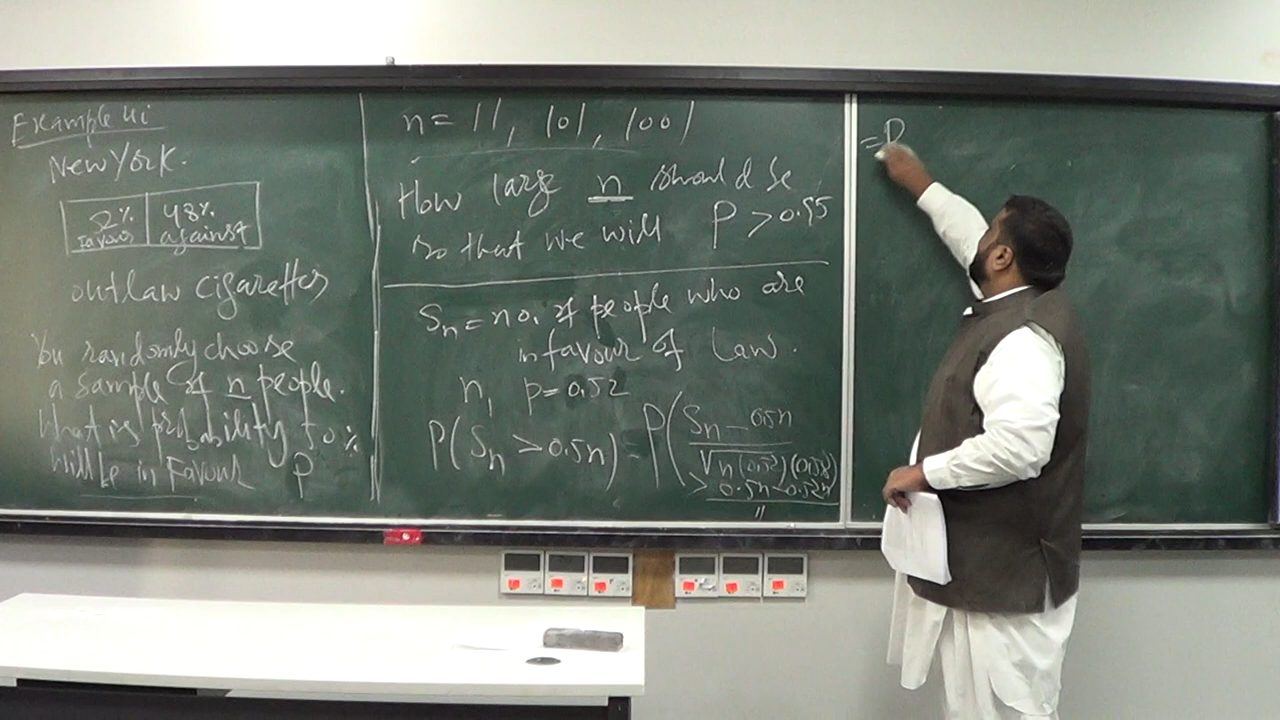 Example 4i
New York.
52% favour 48% against
outlaw cigarettes
You randomly choose
a sample of n people.
What is probability 50%
will be in Favour P
n = 11, 101, 1001
How large n should be
so that we will P > 0.95
Sn = no. of people who are
in favour of Law.
n, p = 0.52
P(Sn > 0.5n) P(Sn - 0.5n
√n(0.52)(0.48)
> 0.5n - 0.52n
"
= P